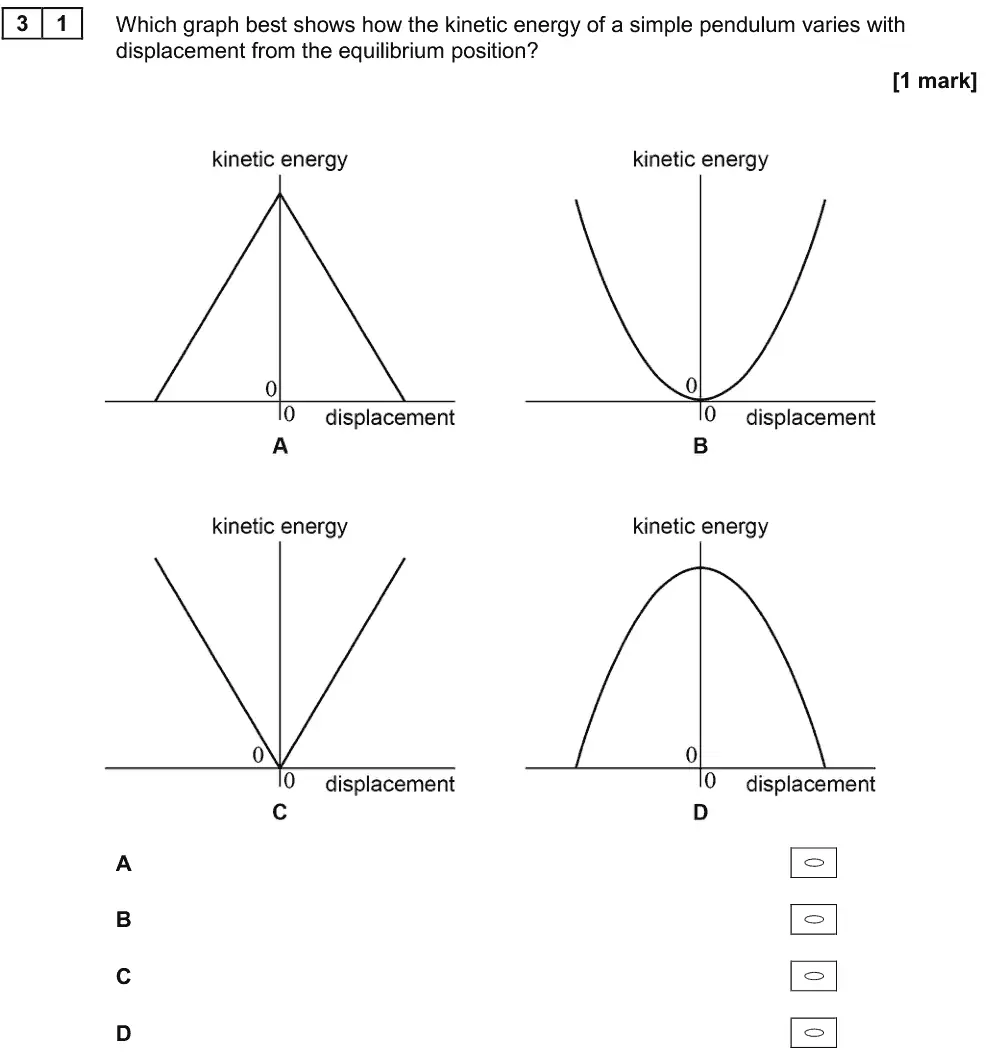 3 1 Which graph best shows how the kinetic energy of a simple pendulum varies with
displacement from the equilibrium position?
[1 mark]
kinetic energy
0
0 displacement
A
kinetic energy
0
0 displacement
B
kinetic energy
0
0 displacement
C
kinetic energy
0
0 displacement
D
A
B
C
D